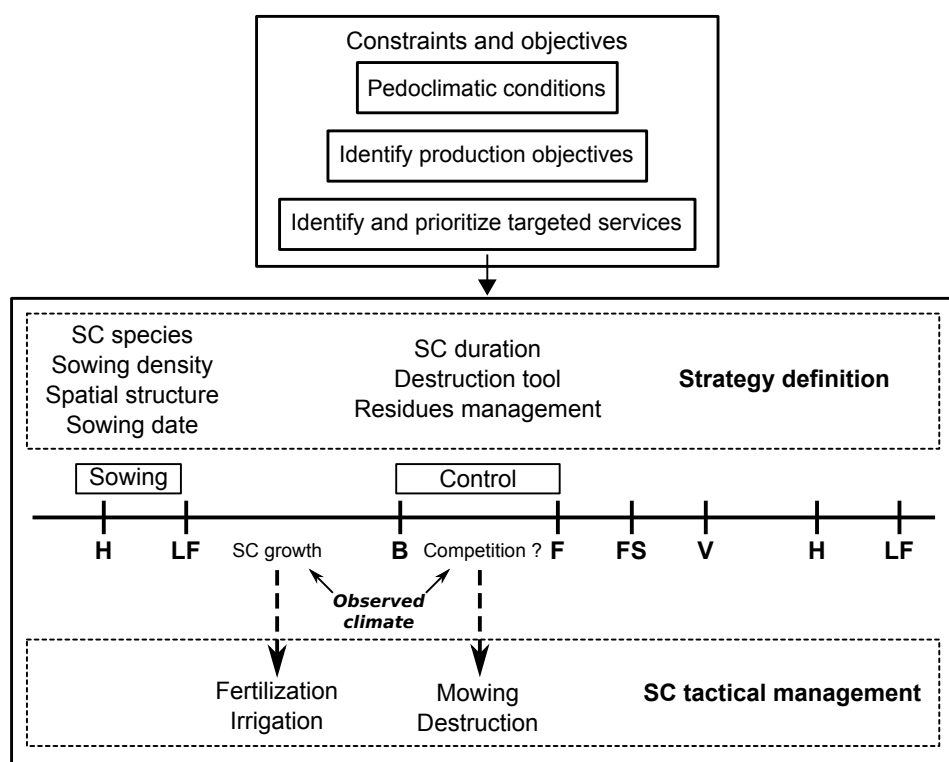 Constraints and objectives
Pedoclimatic conditions
Identify production objectives
Identify and prioritize targeted services
SC species
Sowing density
Spatial structure
Sowing date
SC duration
Destruction tool
Residues management
Strategy definition
Sowing
Control
H LF SC growth B Competition ? F FS V H LF
Observed
climate
Fertilization
Irrigation
Mowing
Destruction
SC tactical management